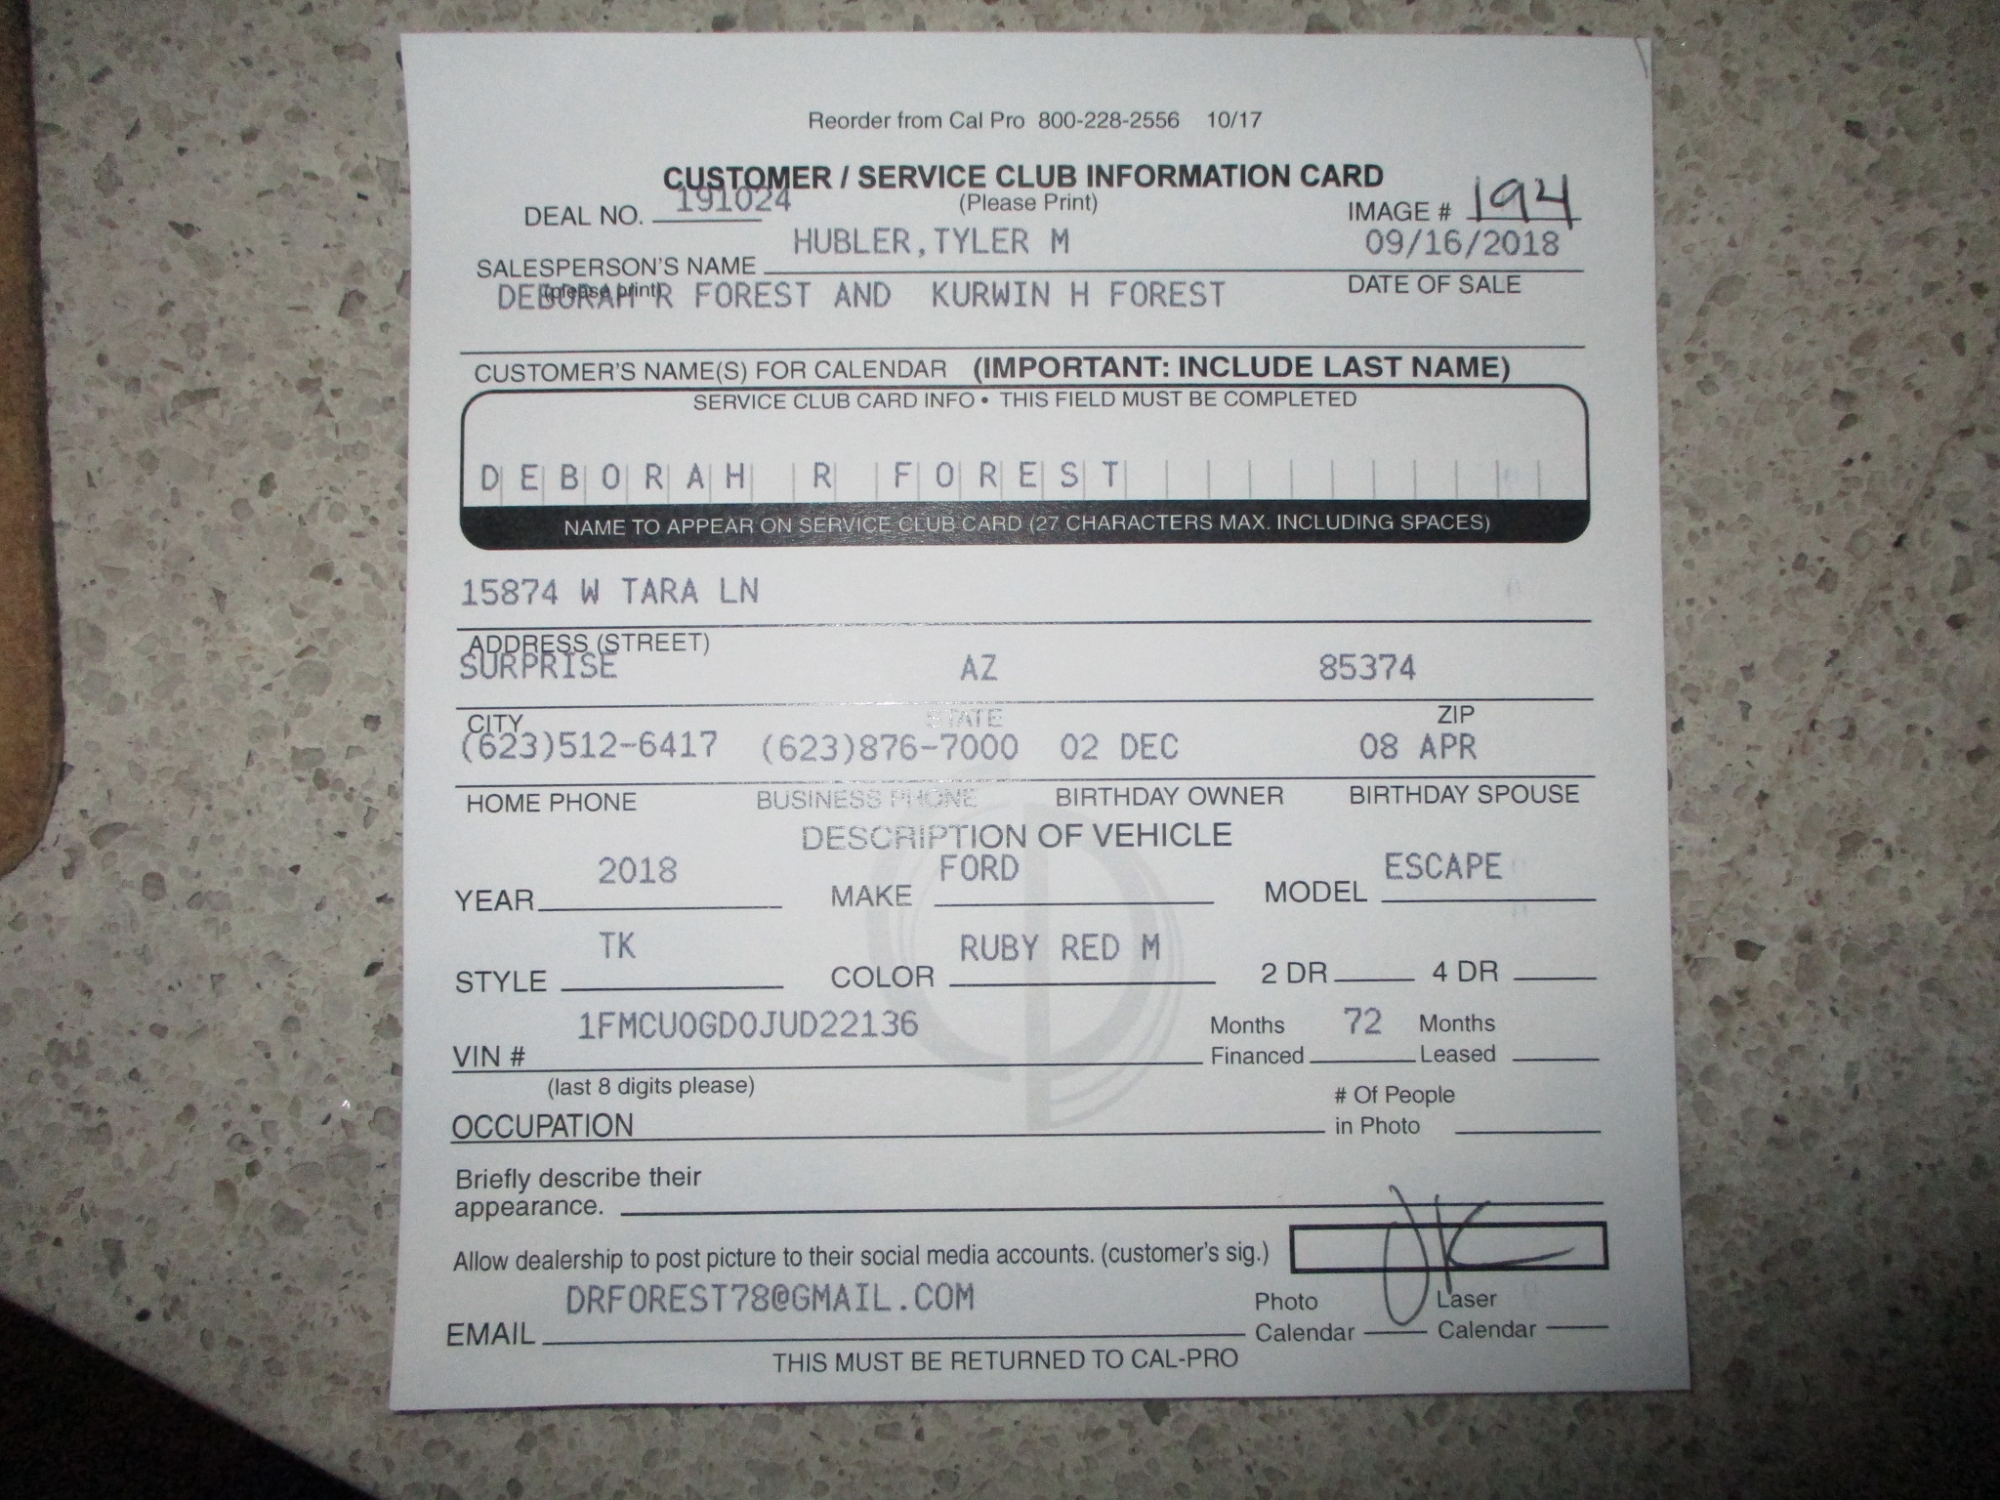 Reorder from Cal Pro 800-228-2556 10/17
CUSTOMER / SERVICE CLUB INFORMATION CARD
(Please Print)
DEAL NO. 191024
IMAGE # 194
HUBLER,TYLER M 09/16/2018
SALESPERSON'S NAME DATE OF SALE
(please print)
DEBORAH R FOREST AND KURWIN H FOREST
CUSTOMER'S NAME(S) FOR CALENDAR (IMPORTANT: INCLUDE LAST NAME)
SERVICE CLUB CARD INFO • THIS FIELD MUST BE COMPLETED
DEBORAH R FOREST
NAME TO APPEAR ON SERVICE CLUB CARD (27 CHARACTERS MAX. INCLUDING SPACES)
15874 W TARA LN
ADDRESS (STREET)
SURPRISE AZ 85374
CITY STATE ZIP
(623)512-6417 (623)876-7000 02 DEC 08 APR
HOME PHONE BUSINESS PHONE BIRTHDAY OWNER BIRTHDAY SPOUSE
DESCRIPTION OF VEHICLE
YEAR 2018 MAKE FORD MODEL ESCAPE
STYLE TK COLOR RUBY RED M 2 DR 4 DR
VIN # 1FMCU0GD0JUD22136 Months Financed 72 Months Leased
(last 8 digits please)
OCCUPATION # Of People in Photo
Briefly describe their
appearance.
Allow dealership to post picture to their social media accounts. (customer's sig.)
EMAIL DRFOREST78@GMAIL.COM Photo Calendar Laser Calendar
THIS MUST BE RETURNED TO CAL-PRO